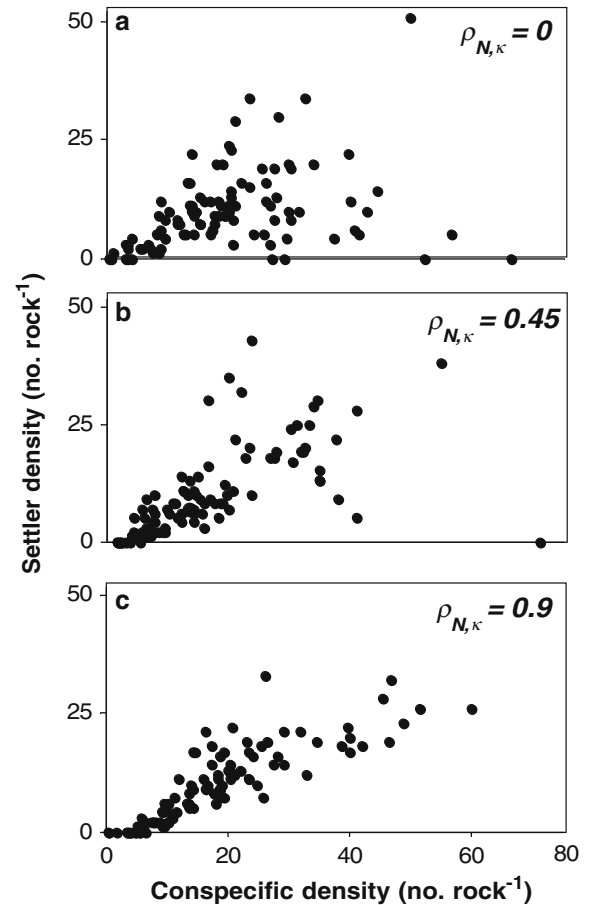 a
ρN,κ = 0
50
25
0
b
ρN,κ = 0.45
50
25
0
c
ρN,κ = 0.9
50
25
0
0 20 40 60 80
Settler density (no. rock-1)
Conspecific density (no. rock-1)